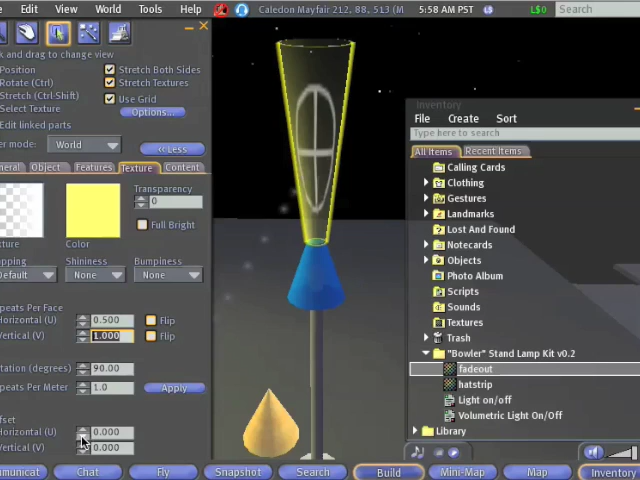 e Edit View World Tools Help Caledon Mayfair 212, 88, 513 (M 5:58 AM PST L$ L$0 Search
k and drag to change view
Position Stretch Both Sides
Rotate (Ctrl) Stretch Textures
Stretch (Ctrl-Shift) Use Grid
Select Texture Options...
Edit linked parts
er mode: World << Less
neral Object Features Texture Content
Transparency
0
Full Bright
xture Color
pping Shininess Bumpiness
Default None None
epeats Per Face
Horizontal (U) 0.500 Flip
Vertical (V) 1.000 Flip
tation (degrees) 90.00
epeats Per Meter 1.0 Apply
fset
Horizontal (U) 0.000
Vertical (V) 0.000
Inventory
File Create Sort
Type here to search
All Items Recent Items
Calling Cards
Clothing
Gestures
Landmarks
Lost And Found
Notecards
Objects
Photo Album
Scripts
Sounds
Textures
Trash
"Bowler" Stand Lamp Kit v0.2
fadeout
hatstrip
Light on/off
Volumetric Light On/Off
Library
mmunicat Chat Fly Snapshot Search Build Mini-Map Map Inventory